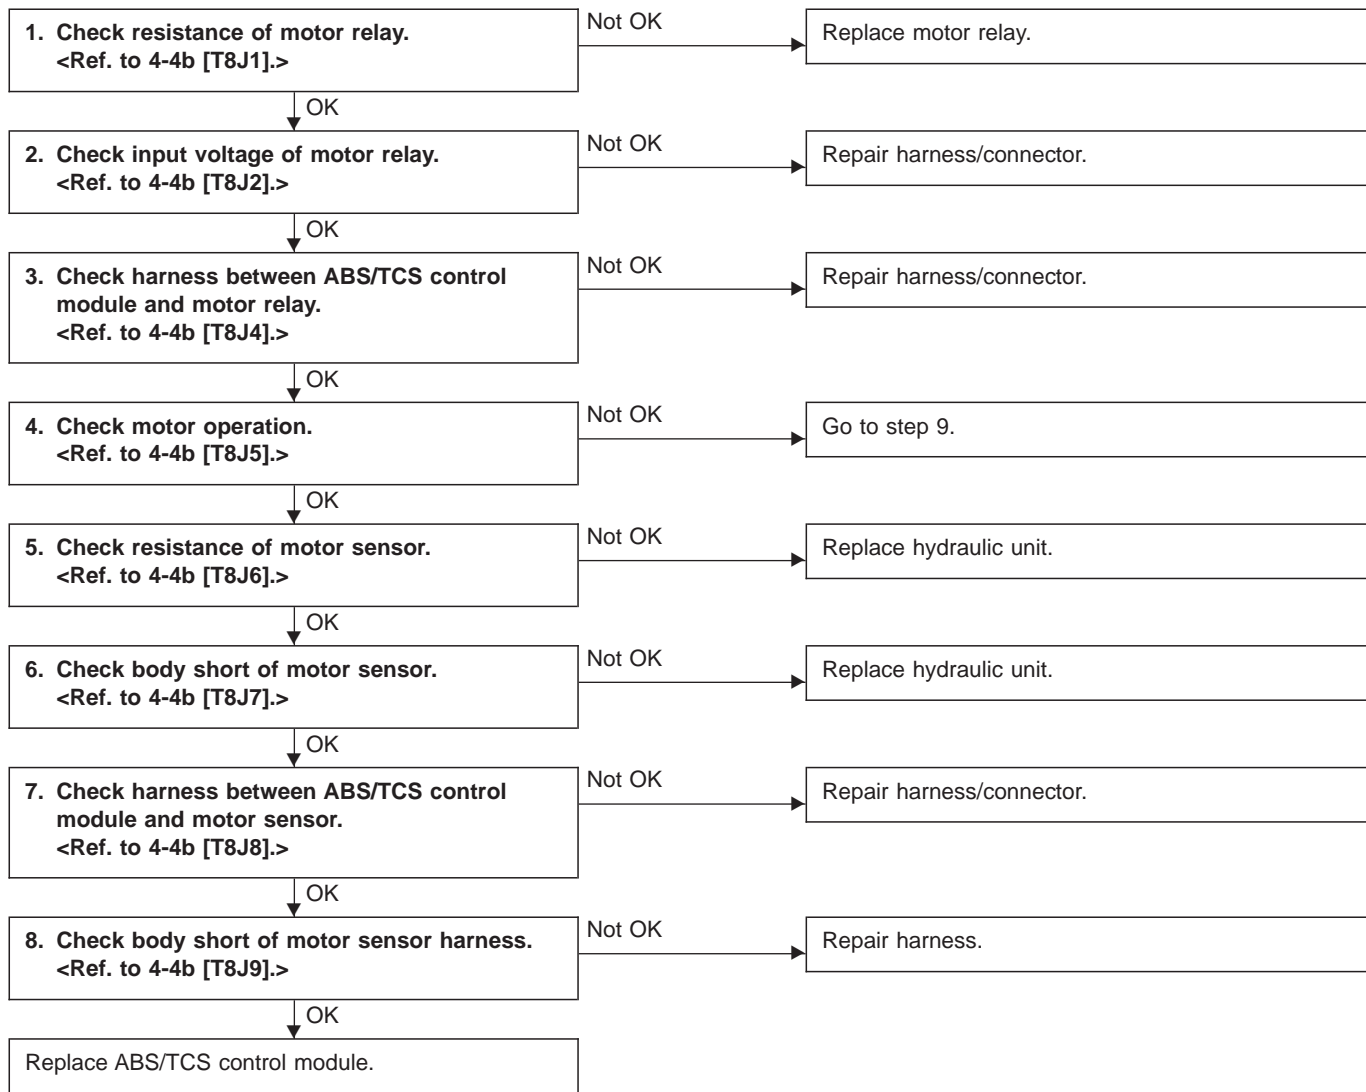 1. Check resistance of motor relay.
<Ref. to 4-4b [T8J1].>
Not OK
Replace motor relay.
OK
2. Check input voltage of motor relay.
<Ref. to 4-4b [T8J2].>
Not OK
Repair harness/connector.
OK
3. Check harness between ABS/TCS control
module and motor relay.
<Ref. to 4-4b [T8J4].>
Not OK
Repair harness/connector.
OK
4. Check motor operation.
<Ref. to 4-4b [T8J5].>
Not OK
Go to step 9.
OK
5. Check resistance of motor sensor.
<Ref. to 4-4b [T8J6].>
Not OK
Replace hydraulic unit.
OK
6. Check body short of motor sensor.
<Ref. to 4-4b [T8J7].>
Not OK
Replace hydraulic unit.
OK
7. Check harness between ABS/TCS control
module and motor sensor.
<Ref. to 4-4b [T8J8].>
Not OK
Repair harness/connector.
OK
8. Check body short of motor sensor harness.
<Ref. to 4-4b [T8J9].>
Not OK
Repair harness.
OK
Replace ABS/TCS control module.